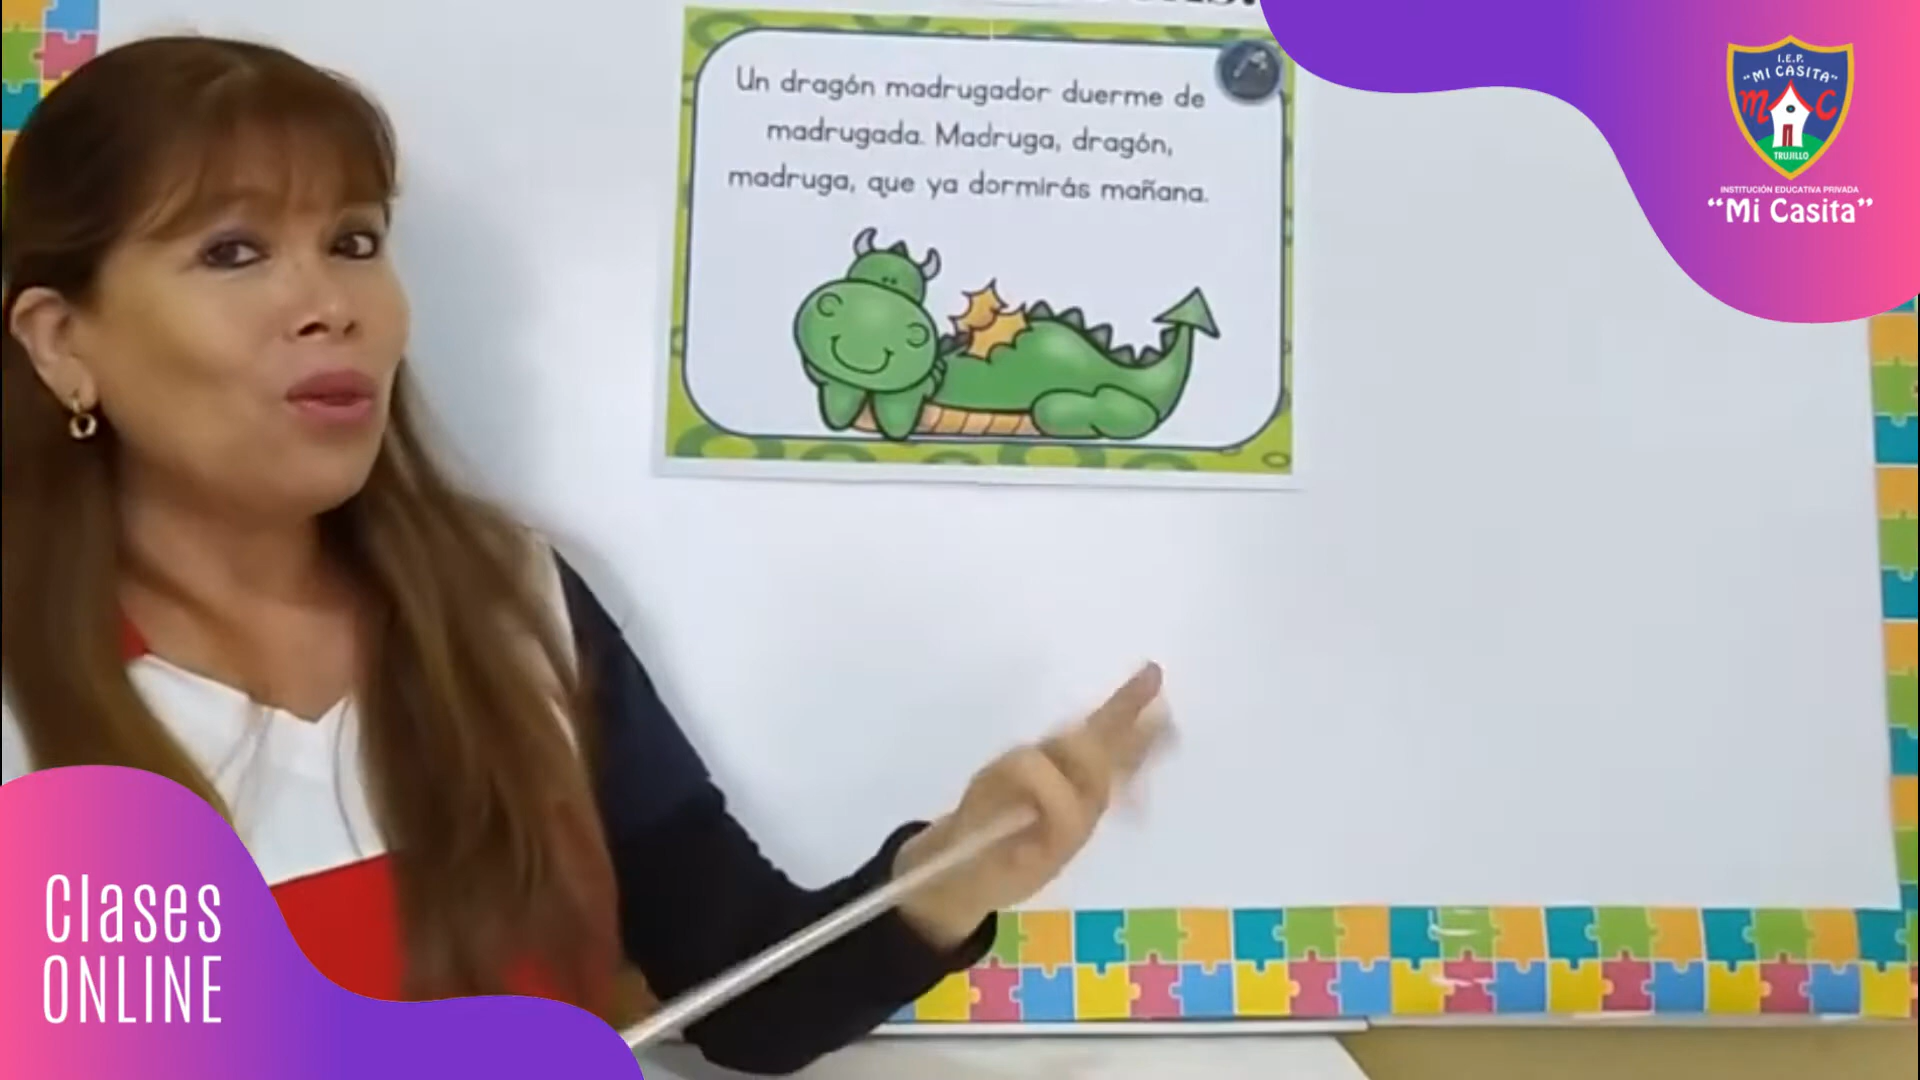 Un dragón madrugador duerme de
madrugada. Madruga, dragón,
madruga, que ya dormirás mañana.
I.E.P.
"MI CASITA"
M C
TRUJILLO
INSTITUCIÓN EDUCATIVA PRIVADA
"Mi Casita"
Clases
ONLINE